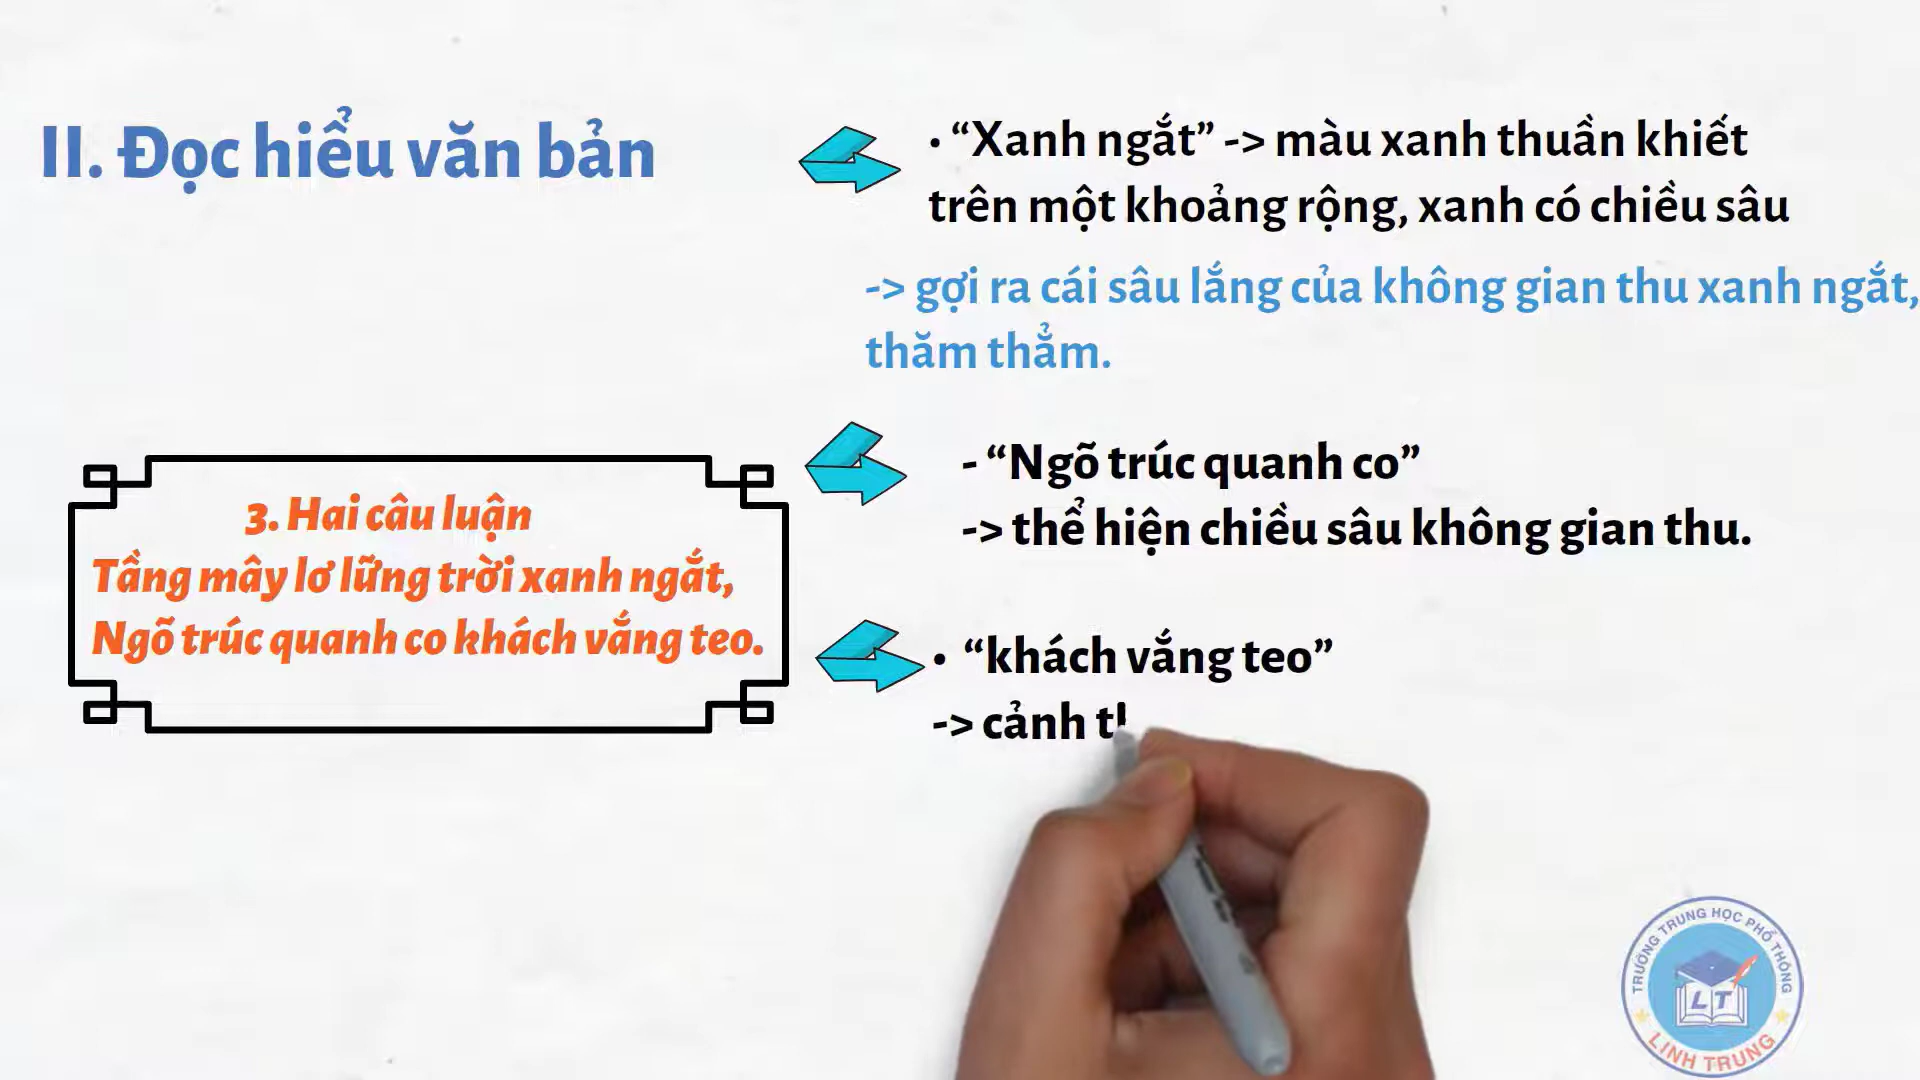 II. Đọc hiểu văn bản
• “Xanh ngắt” -> màu xanh thuần khiết
trên một khoảng rộng, xanh có chiều sâu
-> gợi ra cái sâu lắng của không gian thu xanh ngắt,
thăm thẳm.
3. Hai câu luận
Tầng mây lơ lững trời xanh ngắt,
Ngõ trúc quanh co khách vắng teo.
- “Ngõ trúc quanh co”
-> thể hiện chiều sâu không gian thu.
• “khách vắng teo”
-> cảnh
TRƯỜNG TRUNG HỌC PHỔ THÔNG
LT
LINH TRUNG